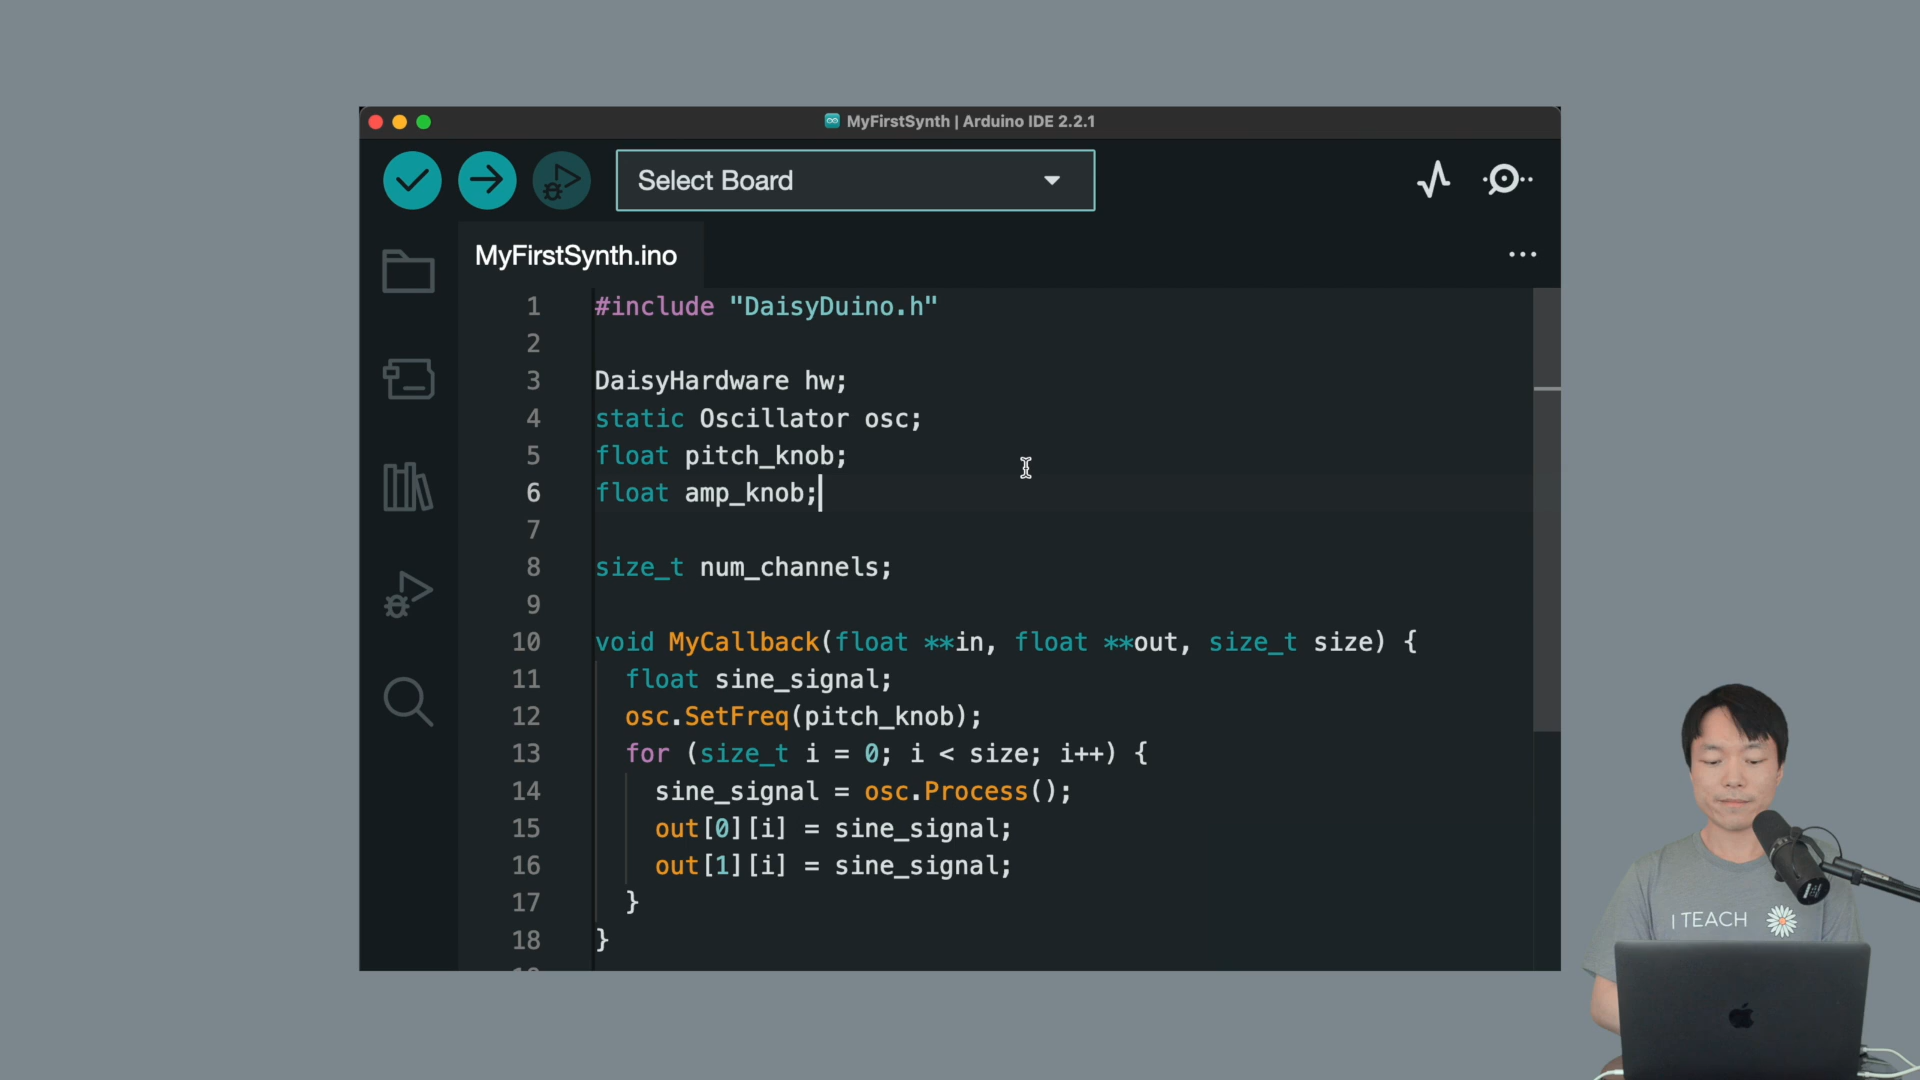 MyFirstSynth | Arduino IDE 2.2.1
Select Board
MyFirstSynth.ino
1 #include "DaisyDuino.h"
2
3 DaisyHardware hw;
4 static Oscillator osc;
5 float pitch_knob;
6 float amp_knob;
7
8 size_t num_channels;
9
10 void MyCallback(float **in, float **out, size_t size) {
11 float sine_signal;
12 osc.SetFreq(pitch_knob);
13 for (size_t i = 0; i < size; i++) {
14 sine_signal = osc.Process();
15 out[0][i] = sine_signal;
16 out[1][i] = sine_signal;
17 }
18 }
I TEACH